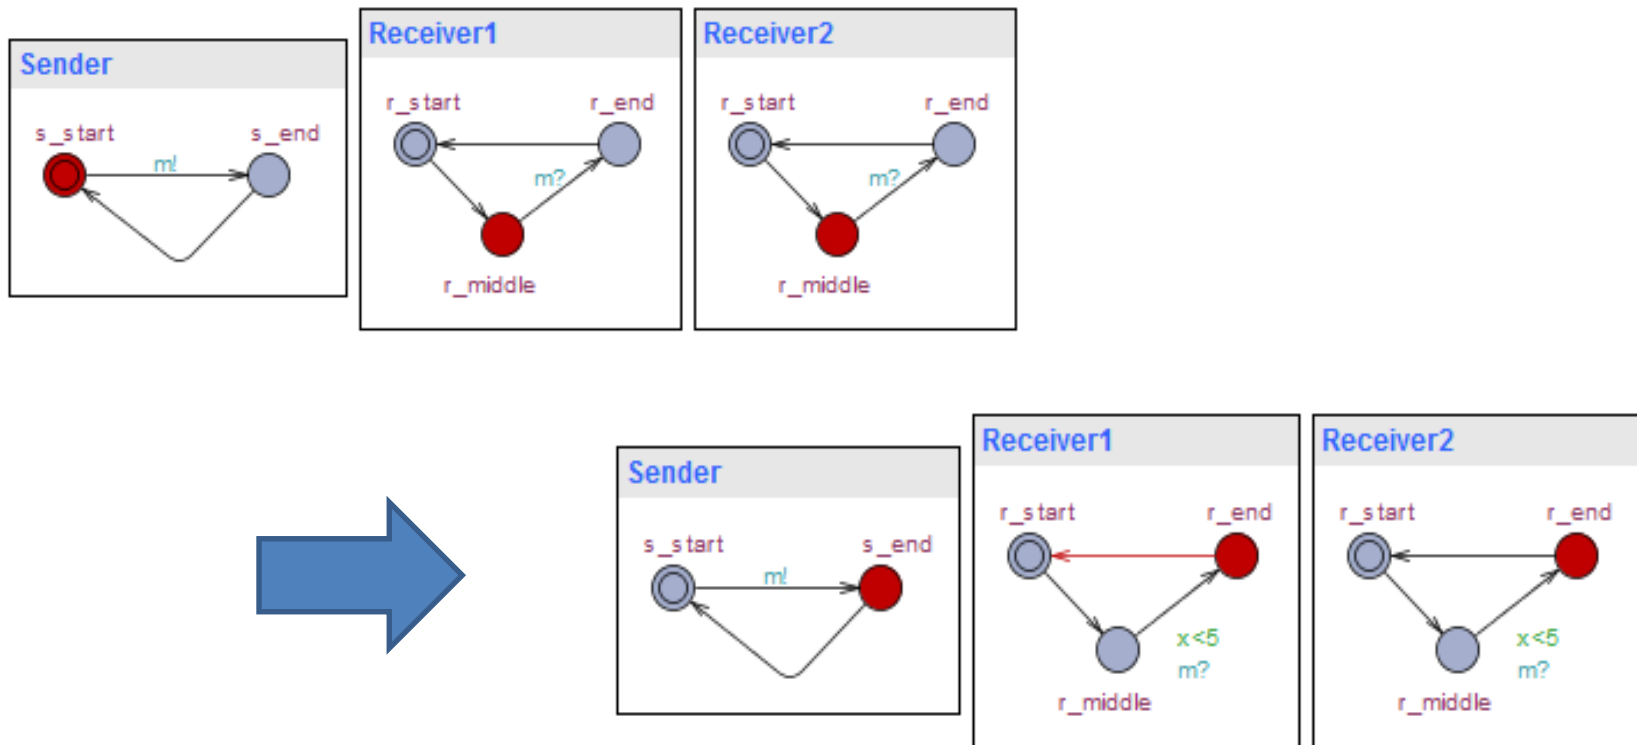 Sender
s_start
s_end
m!
Receiver1
r_start
r_end
m?
r_middle
Receiver2
r_start
r_end
m?
r_middle
Sender
s_start
s_end
m!
Receiver1
r_start
r_end
x<5
m?
r_middle
Receiver2
r_start
r_end
x<5
m?
r_middle